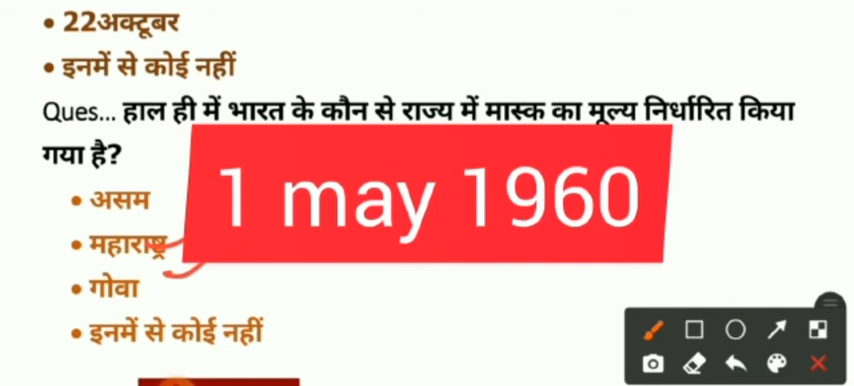 • 22अक्टूबर
• इनमें से कोई नहीं
Ques... हाल ही में भारत के कौन से राज्य में मास्क का मूल्य निर्धारित किया
गया है?
• असम
• महाराष्ट्र
• गोवा
• इनमें से कोई नहीं
1 may 1960